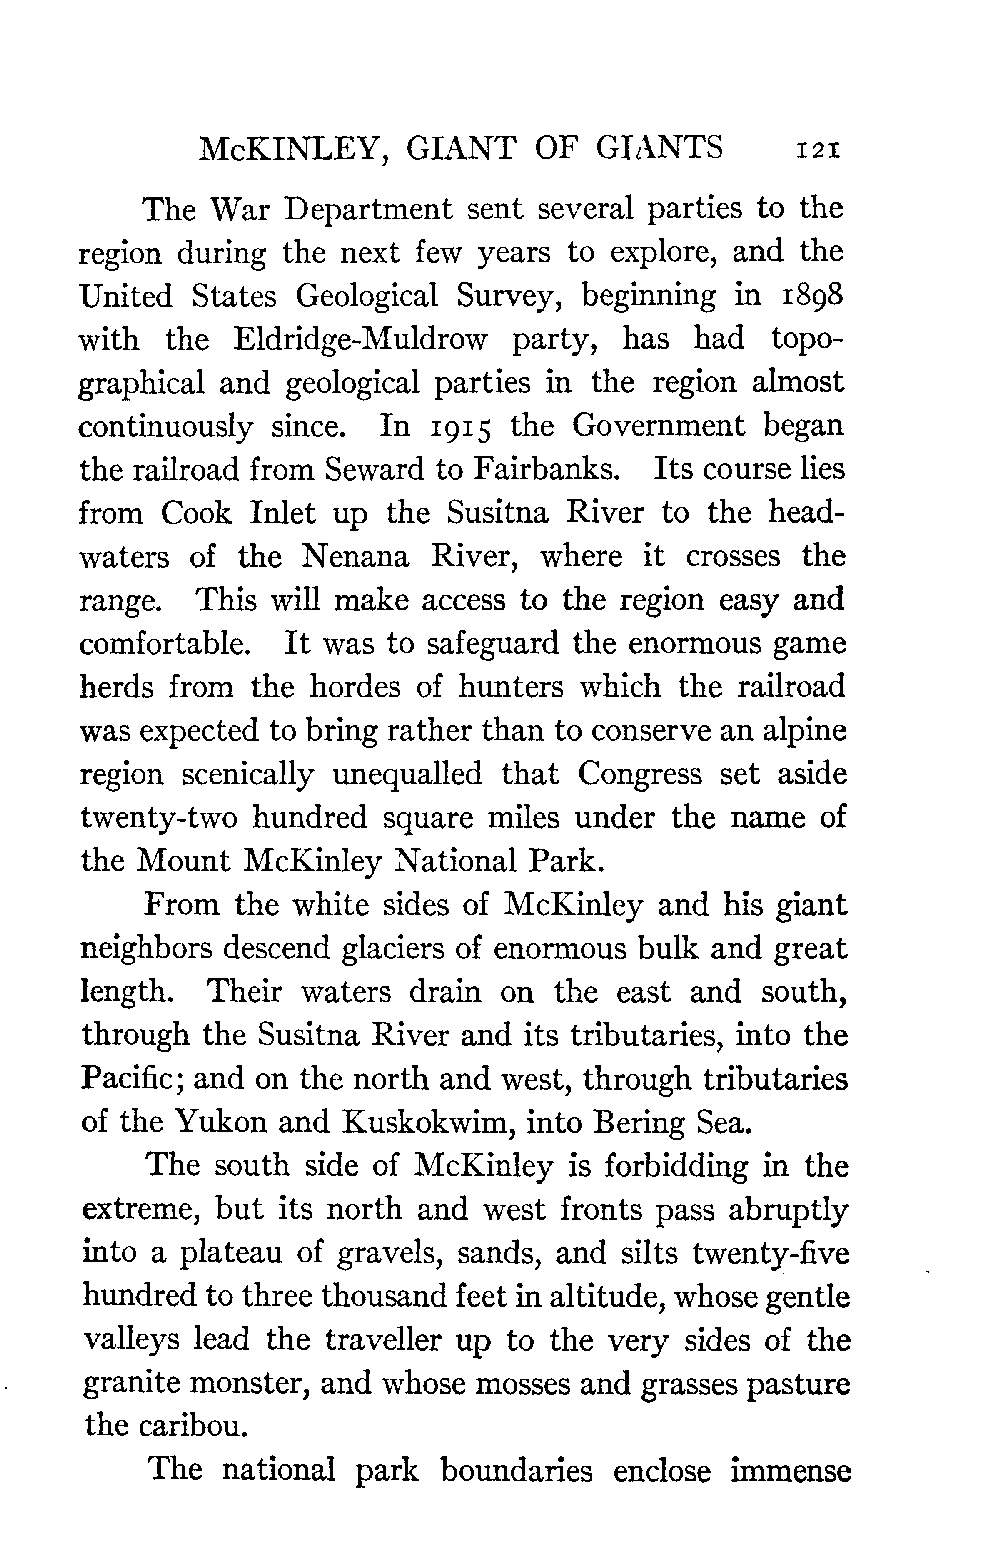 McKINLEY, GIANT OF GIANTS 121
The War Department sent several parties to the
region during the next few years to explore, and the
United States Geological Survey, beginning in 1898
with the Eldridge-Muldrow party, has had topo-
graphical and geological parties in the region almost
continuously since. In 1915 the Government began
the railroad from Seward to Fairbanks. Its course lies
from Cook Inlet up the Susitna River to the head-
waters of the Nenana River, where it crosses the
range. This will make access to the region easy and
comfortable. It was to safeguard the enormous game
herds from the hordes of hunters which the railroad
was expected to bring rather than to conserve an alpine
region scenically unequalled that Congress set aside
twenty-two hundred square miles under the name of
the Mount McKinley National Park.
From the white sides of McKinley and his giant
neighbors descend glaciers of enormous bulk and great
length. Their waters drain on the east and south,
through the Susitna River and its tributaries, into the
Pacific; and on the north and west, through tributaries
of the Yukon and Kuskokwim, into Bering Sea.
The south side of McKinley is forbidding in the
extreme, but its north and west fronts pass abruptly
into a plateau of gravels, sands, and silts twenty-five
hundred to three thousand feet in altitude, whose gentle
valleys lead the traveller up to the very sides of the
granite monster, and whose mosses and grasses pasture
the caribou.
The national park boundaries enclose immense